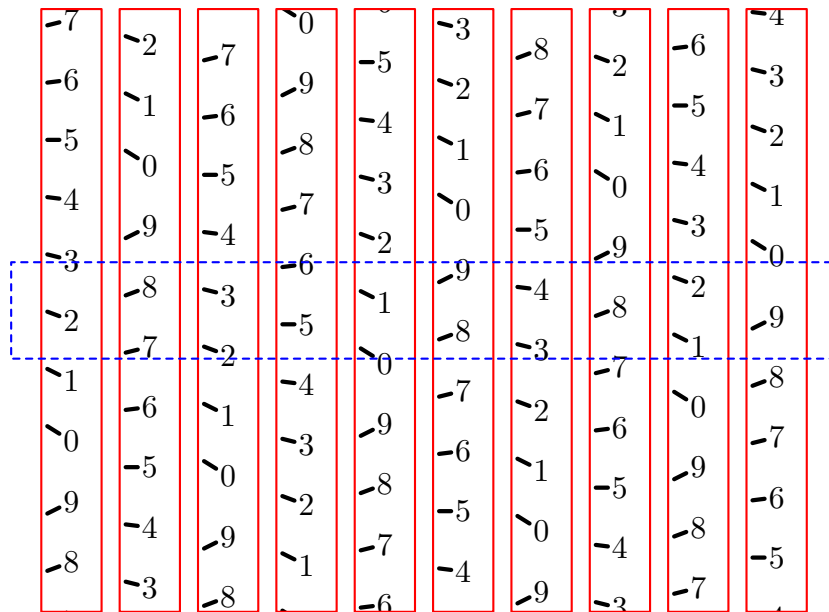 7 6 5 4 3 2 1 0 9 8
2 1 0 9 8 7 6 5 4 3
7 6 5 4 3 2 1 0 9 8
0 9 8 7 6 5 4 3 2 1
5 4 3 2 1 0 9 8 7 6
3 2 1 0 9 8 7 6 5 4
8 7 6 5 4 3 2 1 0 9
3 2 1 0 9 8 7 6 5 4 3
6 5 4 3 2 1 0 9 8 7
4 3 2 1 0 9 8 7 6 5